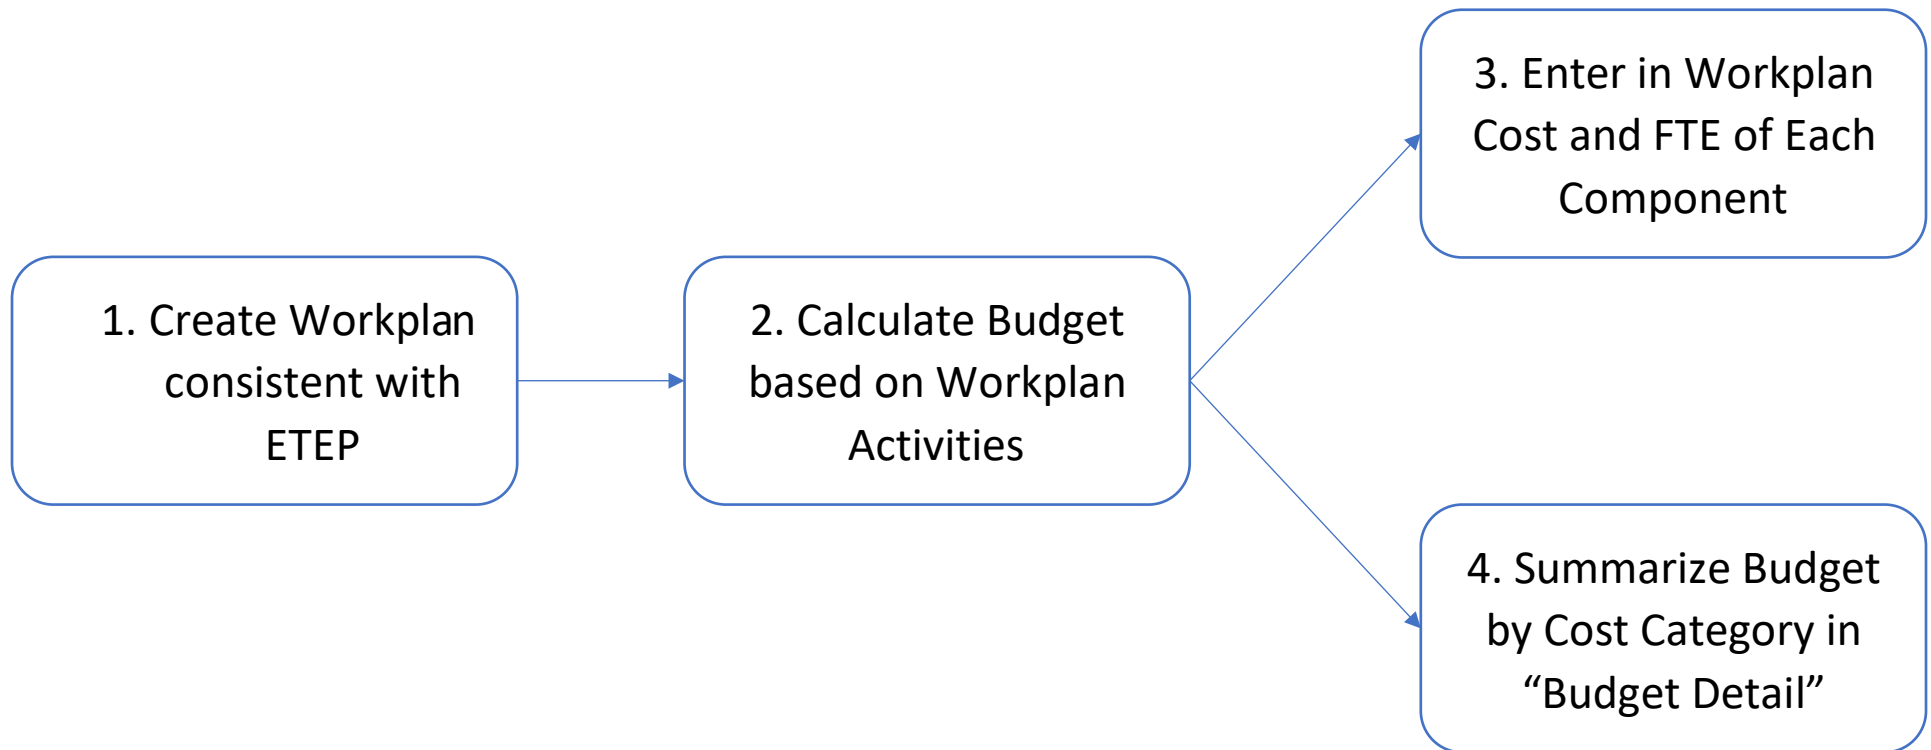 1. Create Workplan
consistent with
ETEP
2. Calculate Budget
based on Workplan
Activities
3. Enter in Workplan
Cost and FTE of Each
Component
4. Summarize Budget
by Cost Category in
“Budget Detail”